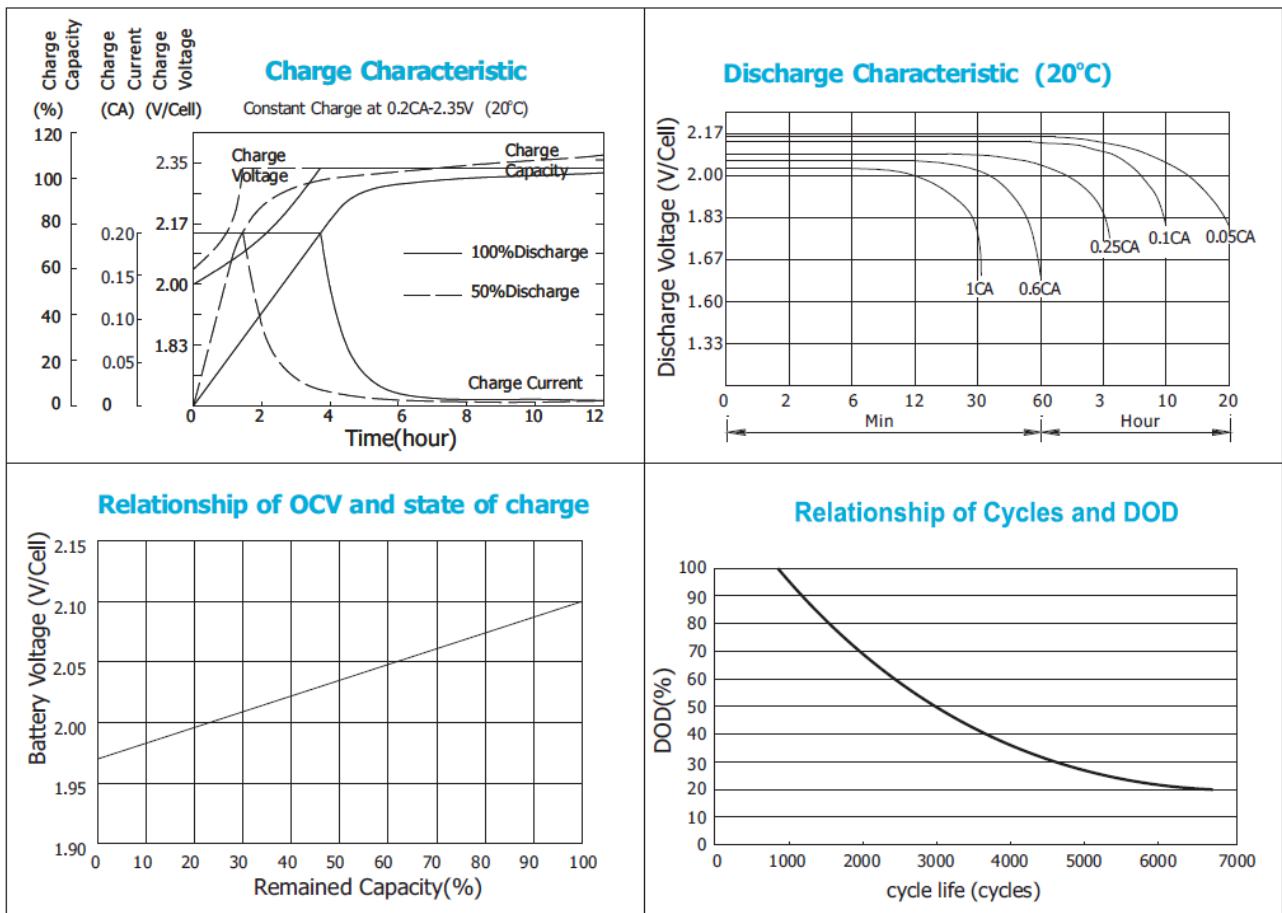 Charge
Capacity
Charge
Current
Charge
Voltage
(%)
(CA)
(V/Cell)
Charge Characteristic
Constant Charge at 0.2CA-2.35V (20°C)
120
100
80
60
40
20
0
0.20
0.15
0.10
0.05
0
2.35
2.17
2.00
1.83
Charge
Voltage
Charge
Capacity
100%Discharge
50%Discharge
Charge Current
0 2 4 6 8 10 12
Time(hour)
Discharge Characteristic (20°C)
Discharge Voltage (V/Cell)
2.17
2.00
1.83
1.67
1.60
1.33
1CA 0.6CA 0.25CA 0.1CA 0.05CA
0 2 6 12 30 60 3 10 20
Min Hour
Relationship of OCV and state of charge
Battery Voltage (V/Cell)
2.15
2.10
2.05
2.00
1.95
1.90
0 10 20 30 40 50 60 70 80 90 100
Remained Capacity(%)
Relationship of Cycles and DOD
DOD(%)
100
90
80
70
60
50
40
30
20
10
0
0 1000 2000 3000 4000 5000 6000 7000
cycle life (cycles)